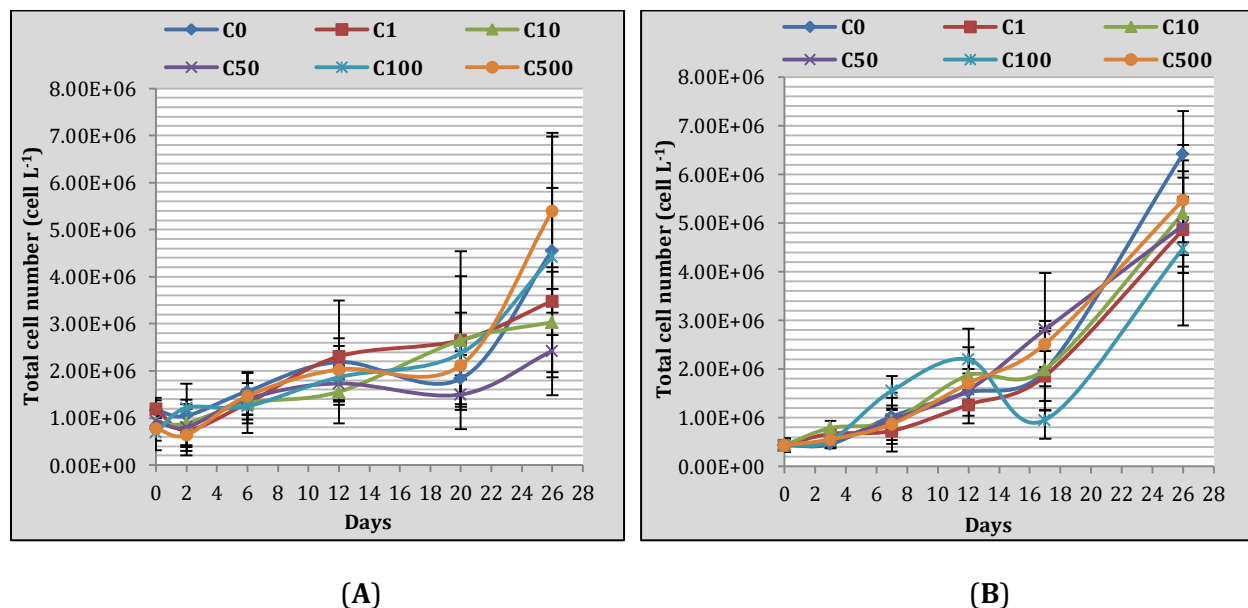 C0 C1 C10
C50 C100 C500
8.00E+06
7.00E+06
6.00E+06
5.00E+06
4.00E+06
3.00E+06
2.00E+06
1.00E+06
0.00E+00
Total cell number (cell L-1)
0 2 4 6 8 10 12 14 16 18 20 22 24 26 28
Days
(A)
C0 C1 C10
C50 C100 C500
8.00E+06
7.00E+06
6.00E+06
5.00E+06
4.00E+06
3.00E+06
2.00E+06
1.00E+06
0.00E+00
Total cell number (cell L-1)
0 2 4 6 8 10 12 14 16 18 20 22 24 26 28
Days
(B)